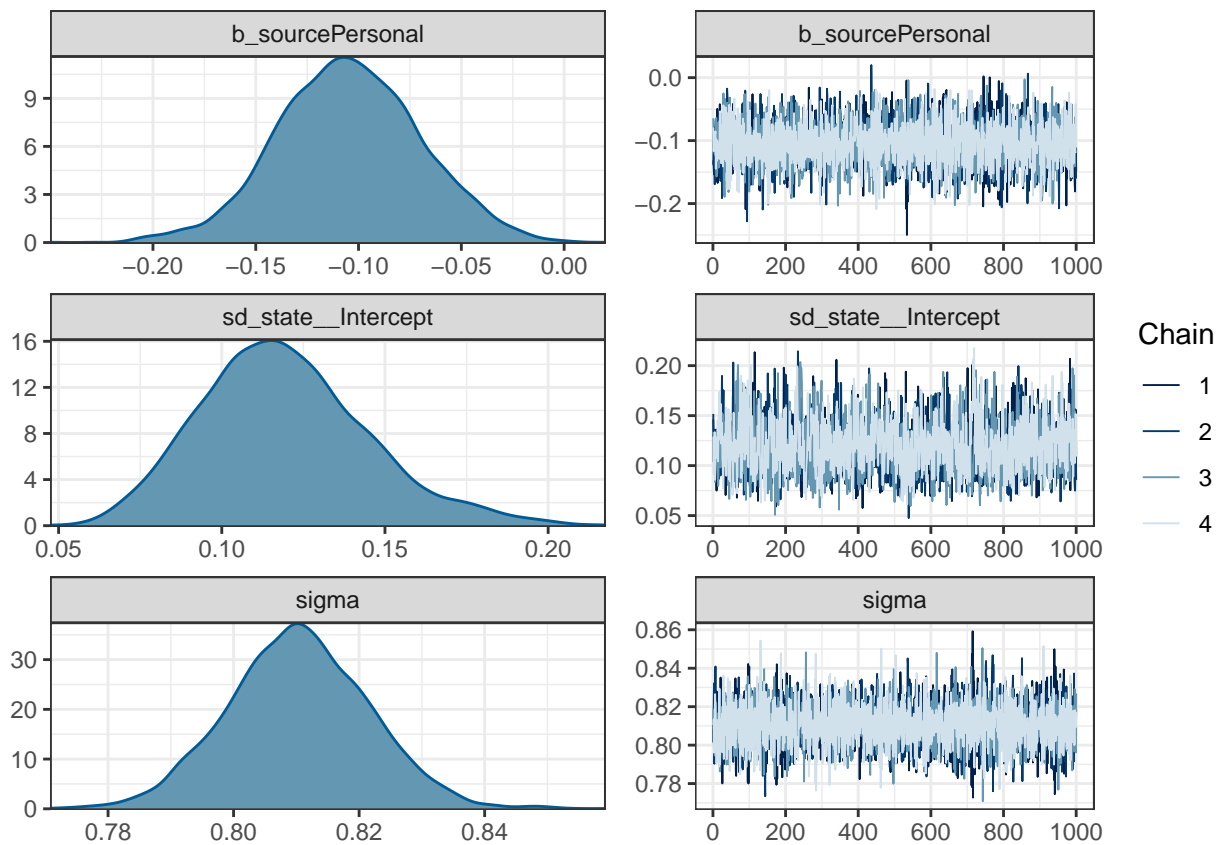 b_sourcePersonal
9
6
3
0
−0.20 −0.15 −0.10 −0.05 0.00
b_sourcePersonal
0.0
−0.1
−0.2
0 200 400 600 800 1000
sd_state__Intercept
16
12
8
4
0
0.05 0.10 0.15 0.20
sd_state__Intercept
0.20
0.15
0.10
0.05
0 200 400 600 800 1000
sigma
30
20
10
0
0.78 0.80 0.82 0.84
sigma
0.86
0.84
0.82
0.80
0.78
0 200 400 600 800 1000
Chain
1
2
3
4